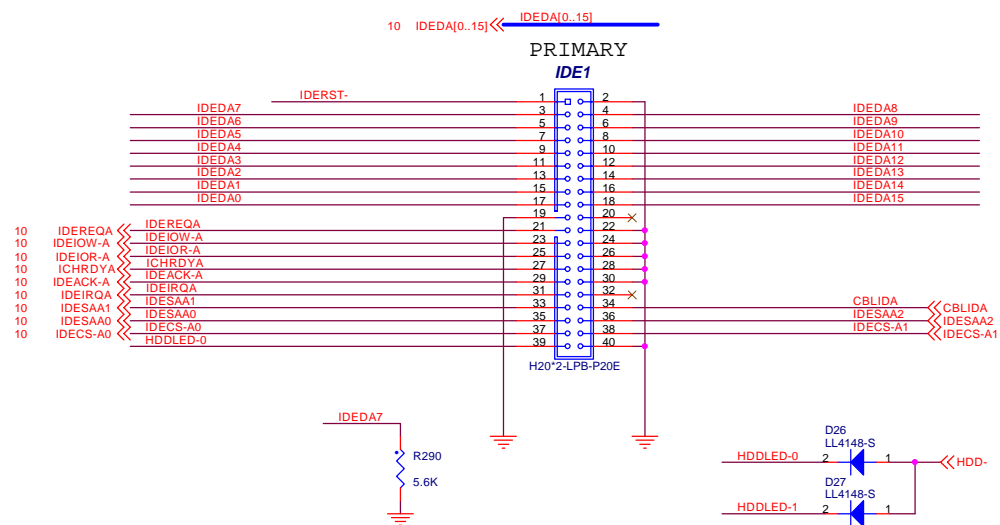 IDEDA[0..15]
10 IDEDA[0..15]
PRIMARY
IDE1
IDERST- 1 2
IDEDA7 3 4 IDEDA8
IDEDA6 5 6 IDEDA9
IDEDA5 7 8 IDEDA10
IDEDA4 9 10 IDEDA11
IDEDA3 11 12 IDEDA12
IDEDA2 13 14 IDEDA13
IDEDA1 15 16 IDEDA14
IDEDA0 17 18 IDEDA15
19 20
10 IDEREQA IDEREQA 21 22
10 IDEIOW-A IDEIOW-A 23 24
10 IDEIOR-A IDEIOR-A 25 26
10 ICHRDYA ICHRDYA 27 28
10 IDEACK-A IDEACK-A 29 30
10 IDEIRQA IDEIRQA 31 32
10 IDESAA1 IDESAA1 33 34 CBLIDA CBLIDA
10 IDESAA0 IDESAA0 35 36 IDESAA2 IDESAA2
10 IDECS-A0 IDECS-A0 37 38 IDECS-A1 IDECS-A1
HDDLED-0 39 40
H20*2-LPB-P20E
IDEDA7
R290
5.6K
D26
LL4148-S
HDDLED-0 2 1 HDD-
D27
LL4148-S
HDDLED-1 2 1